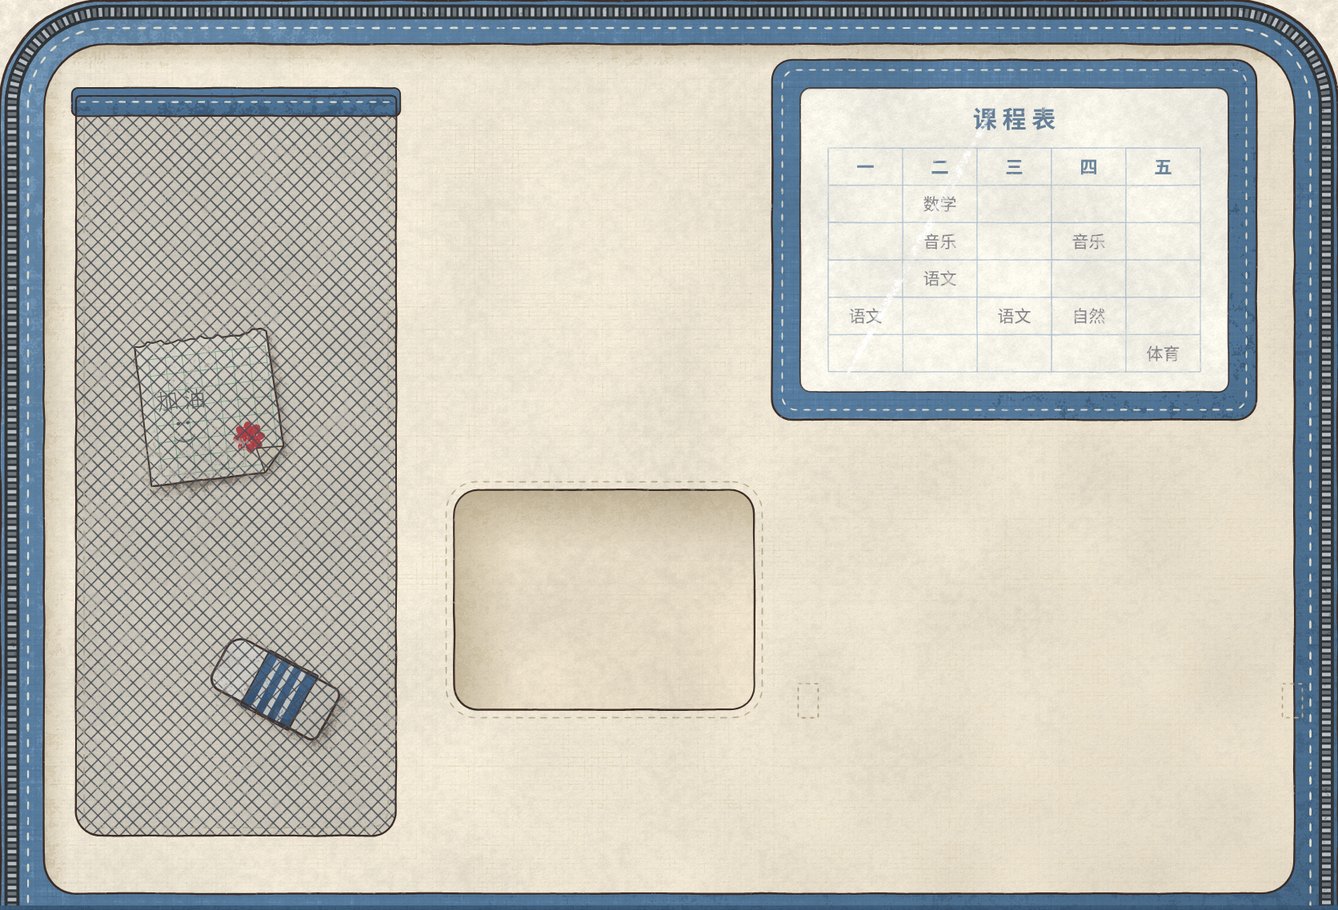 课程表
一 二 三 四 五
数学
音乐 音乐
语文
语文 语文 自然
体育
加油